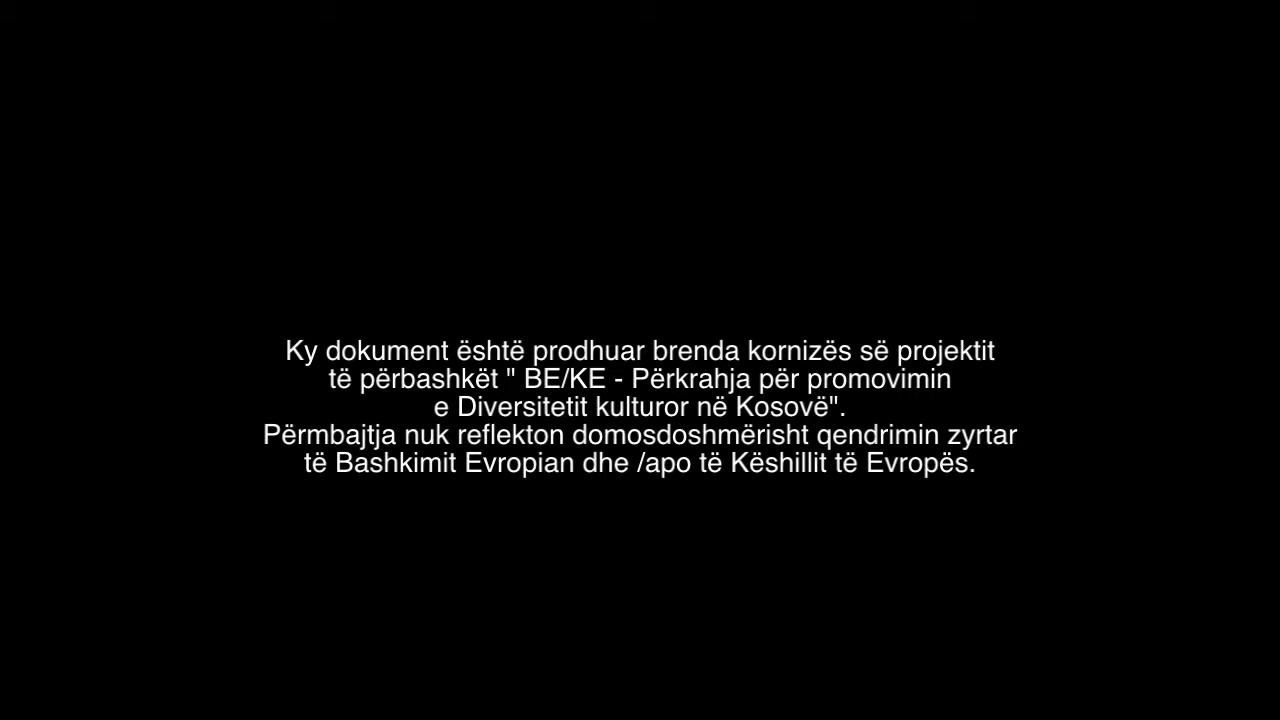 Ky dokument është prodhuar brenda kornizës së projektit
të përbashkët " BE/KE - Përkrahja për promovimin
e Diversitetit kulturor në Kosovë".
Përmbajtja nuk reflekton domosdoshmërisht qendrimin zyrtar
të Bashkimit Evropian dhe /apo të Këshillit të Evropës.